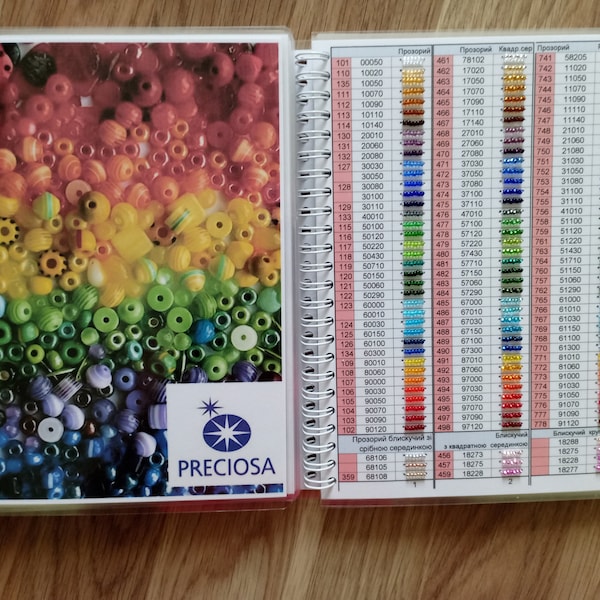 PRECIOSA
Прозорий Прозорий Квадр.сер Прозорий
101 00050 461 78102 741 58205
110 10020 462 17020 742 11020
135 10050 463 17050 743 11050
111 10070 464 17070 744 11070
112 10090 465 17090 745 11090
113 10110 466 17110 746 11110
114 10140 467 17140 747 11140
130 20010 468 27010 748 21010
131 20060 469 27060 749 21060
132 20080 470 27080 750 21080
30030 471 37030 751 31030
30050 472 37050 752 31050
128 30080 473 37080 753 31080
30100 474 37100 754 31100
129 30110 475 37110 755 31110
133 40010 476 47010 756 41010
115 50100 477 57100 757 51100
116 50120 478 57120 758 51120
118 50220 479 57220 759 51220
117 50430 480 57430 760 51430
119 50710 481 57710 761 51710
120 50150 482 57150 762 51150
121 50060 483 57060 763 51060
122 50290 484 57290 764 51290
60000 485 67000 765 61000
60010 486 67010 766 61010
124 60030 487 67030 767 61030
125 60150 488 67150 768 61150
126 60100 489 67100 769 61100
134 60300 490 67300 770 61300
109 80010 491 87010 771 81010
108 80060 492 87060 772 81060
107 90000 493 97000 773 91000
106 90030 494 97030 774 91030
105 90050 495 97050 775 91050
104 90070 496 97070 776 91070
103 90090 497 97090 777 91090
102 90120 498 97120 778 91120
Прозорий блискучий зі срібною серединкою Блискучий з квадратною серединкою Блискучий
68106 456 18273 18288
68105 457 18275 18275
359 68108 459 18228 18228
18277
1 2